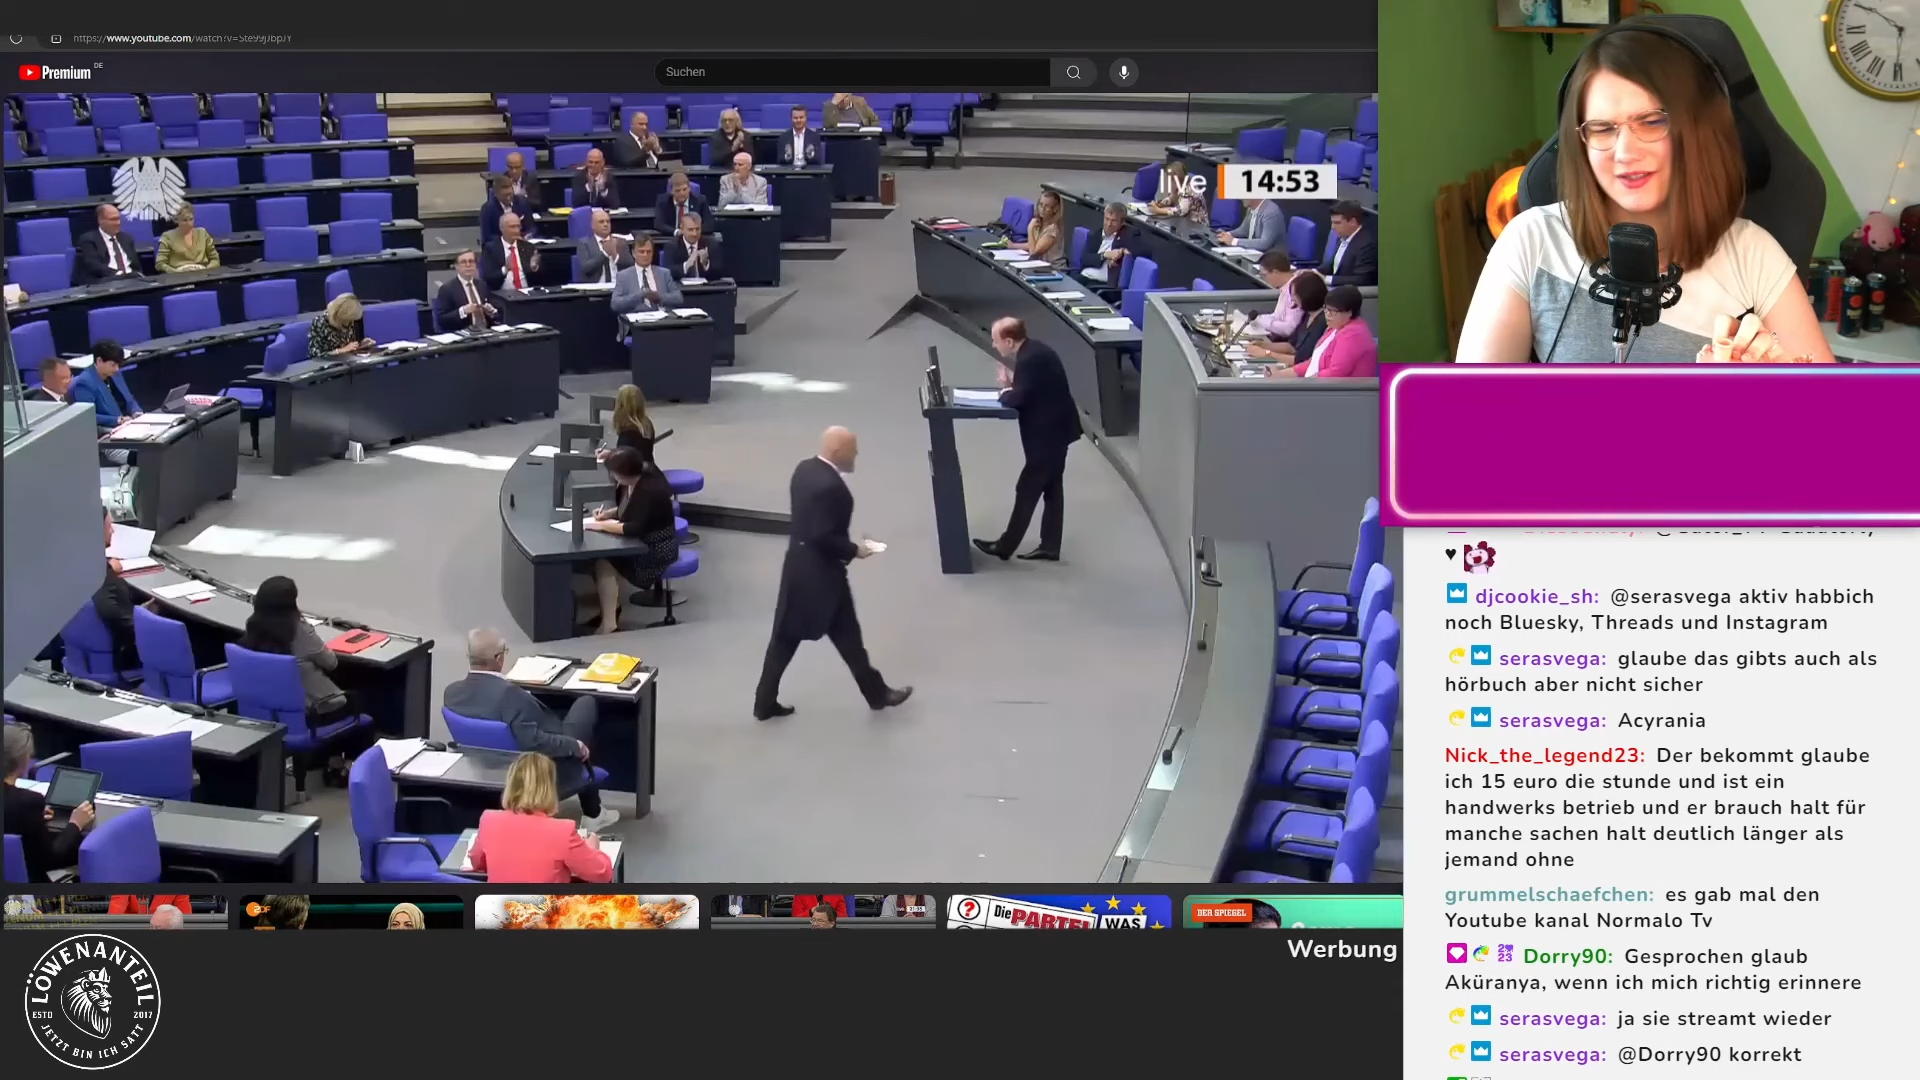 https://www.youtube.com/watch?v=Ste99jJbpJY
Premium DE
Suchen
live 14:53
ZDF
Die PARTEI
WAS
DER SPIEGEL
Werbung
LÖWENANTEIL
ESTD 2017
JETZT BIN ICH SATT
djcookie_sh: @serasvega aktiv habbich
noch Bluesky, Threads und Instagram
serasvega: glaube das gibts auch als
hörbuch aber nicht sicher
serasvega: Acyrania
Nick_the_legend23: Der bekommt glaube
ich 15 euro die stunde und ist ein
handwerks betrieb und er brauch halt für
manche sachen halt deutlich länger als
jemand ohne
grummelschaefchen: es gab mal den
Youtube kanal Normalo Tv
Dorry90: Gesprochen glaub
Aküranya, wenn ich mich richtig erinnere
serasvega: ja sie streamt wieder
serasvega: @Dorry90 korrekt